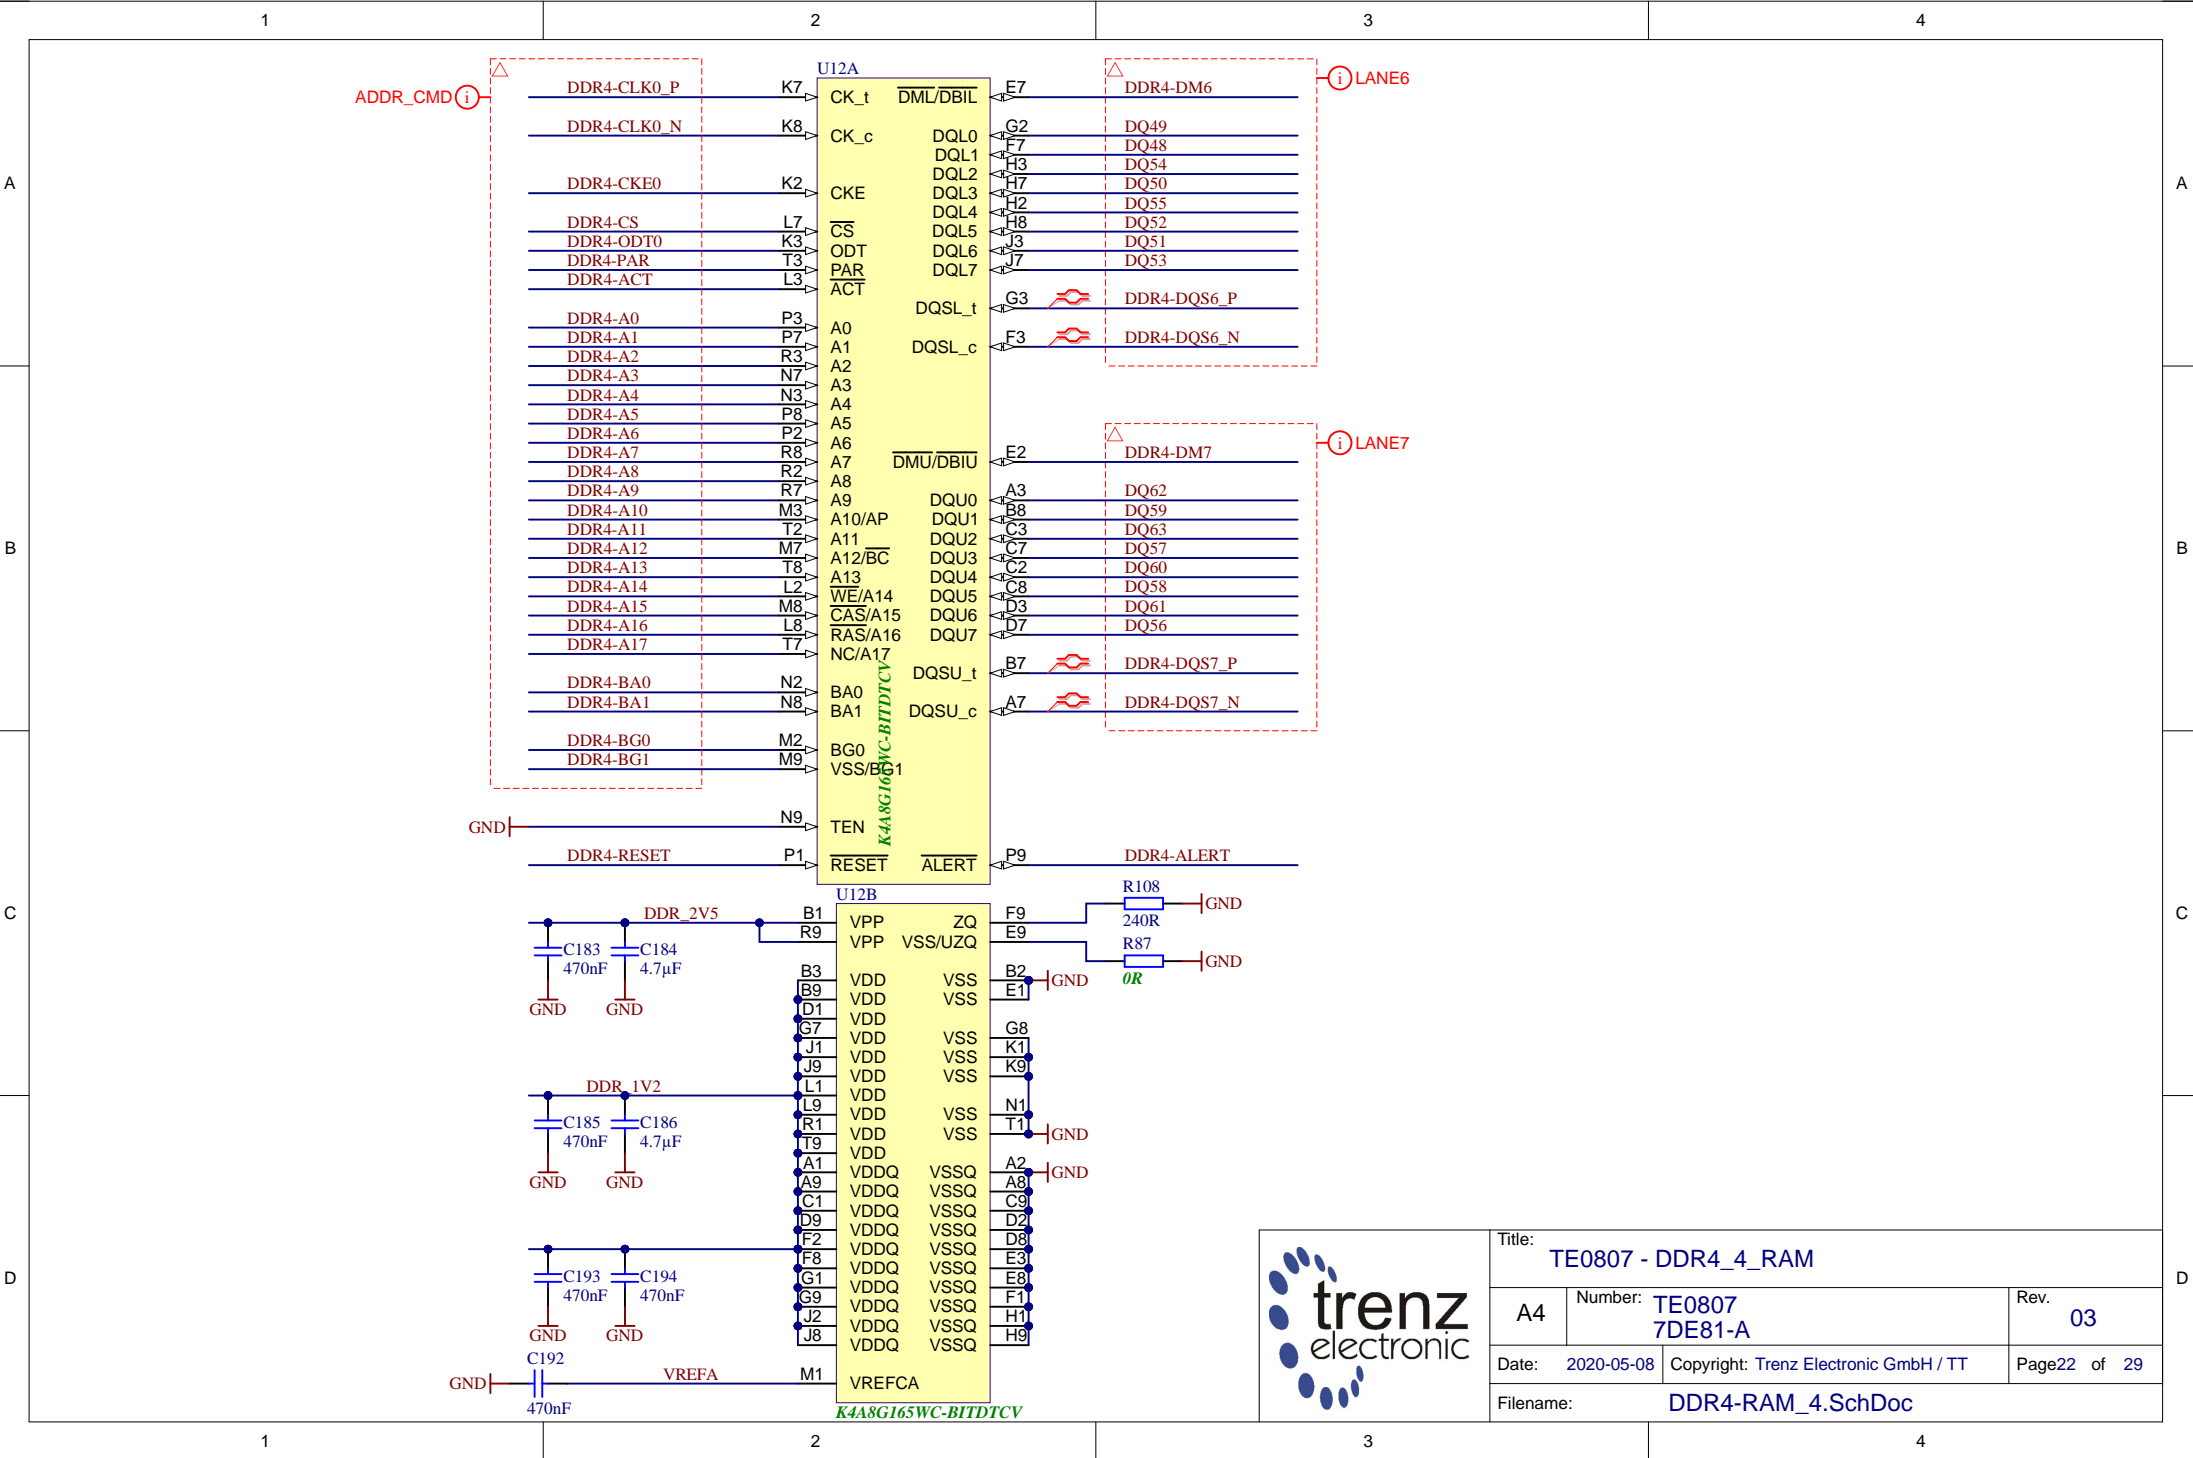 1 2 3 4
A A
B B
C C
D D
1 2 3 4
ADDR_CMD i
U12A
DDR4-CLK0_P K7 CK_t
DDR4-CLK0_N K8 CK_c
DDR4-CKE0 K2 CKE
DDR4-CS L7 CS
DDR4-ODT0 K3 ODT
DDR4-PAR T3 PAR
DDR4-ACT L3 ACT
DDR4-A0 P3 A0
DDR4-A1 P7 A1
DDR4-A2 R3 A2
DDR4-A3 N7 A3
DDR4-A4 N3 A4
DDR4-A5 P8 A5
DDR4-A6 P2 A6
DDR4-A7 R8 A7
DDR4-A8 R2 A8
DDR4-A9 R7 A9
DDR4-A10 M3 A10/AP
DDR4-A11 T2 A11
DDR4-A12 M7 A12/BC
DDR4-A13 T8 A13
DDR4-A14 L2 WE/A14
DDR4-A15 M8 CAS/A15
DDR4-A16 L8 RAS/A16
DDR4-A17 T7 NC/A17
DDR4-BA0 N2 BA0
DDR4-BA1 N8 BA1
DDR4-BG0 M2 BG0
DDR4-BG1 M9 VSS/BG1
GND N9 TEN
DDR4-RESET P1 RESET
K4A8G165WC-BITDTCV
i LANE6
DML/DBIL E7 DDR4-DM6
DQL0 G2 DQ49
DQL1 F7 DQ48
DQL2 H3 DQ54
DQL3 H7 DQ50
DQL4 H2 DQ55
DQL5 H8 DQ52
DQL6 J3 DQ51
DQL7 J7 DQ53
DQSL_t G3 DDR4-DQS6_P
DQSL_c F3 DDR4-DQS6_N
i LANE7
DMU/DBIU E2 DDR4-DM7
DQU0 A3 DQ62
DQU1 B8 DQ59
DQU2 C3 DQ63
DQU3 C7 DQ57
DQU4 C2 DQ60
DQU5 C8 DQ58
DQU6 D3 DQ61
DQU7 D7 DQ56
DQSU_t B7 DDR4-DQS7_P
DQSU_c A7 DDR4-DQS7_N
ALERT P9 DDR4-ALERT
U12B
DDR_2V5 B1 VPP
R9 VPP
C183 470nF GND
C184 4.7µF GND
B3 VDD
B9 VDD
D1 VDD
G7 VDD
J1 VDD
J9 VDD
DDR_1V2 L1 VDD
L9 VDD
R1 VDD
T9 VDD
C185 470nF GND
C186 4.7µF GND
A1 VDDQ
A9 VDDQ
C1 VDDQ
D9 VDDQ
F2 VDDQ
F8 VDDQ
G1 VDDQ
G9 VDDQ
J2 VDDQ
J8 VDDQ
C193 470nF GND
C194 470nF GND
GND C192 470nF VREFA M1 VREFCA
ZQ F9 R108 240R GND
VSS/UZQ E9 R87 0R GND
VSS B2 GND
VSS E1
VSS G8
VSS K1
VSS K9
VSS N1
VSS T1 GND
VSSQ A2 GND
VSSQ A8
VSSQ C9
VSSQ D2
VSSQ D8
VSSQ E3
VSSQ E8
VSSQ F1
VSSQ H1
VSSQ H9
K4A8G165WC-BITDTCV
trenz
electronic
Title:
TE0807 - DDR4_4_RAM
A4 Number: TE0807
7DE81-A
Rev.
03
Date: 2020-05-08 Copyright: Trenz Electronic GmbH / TT Page22 of 29
Filename: DDR4-RAM_4.SchDoc